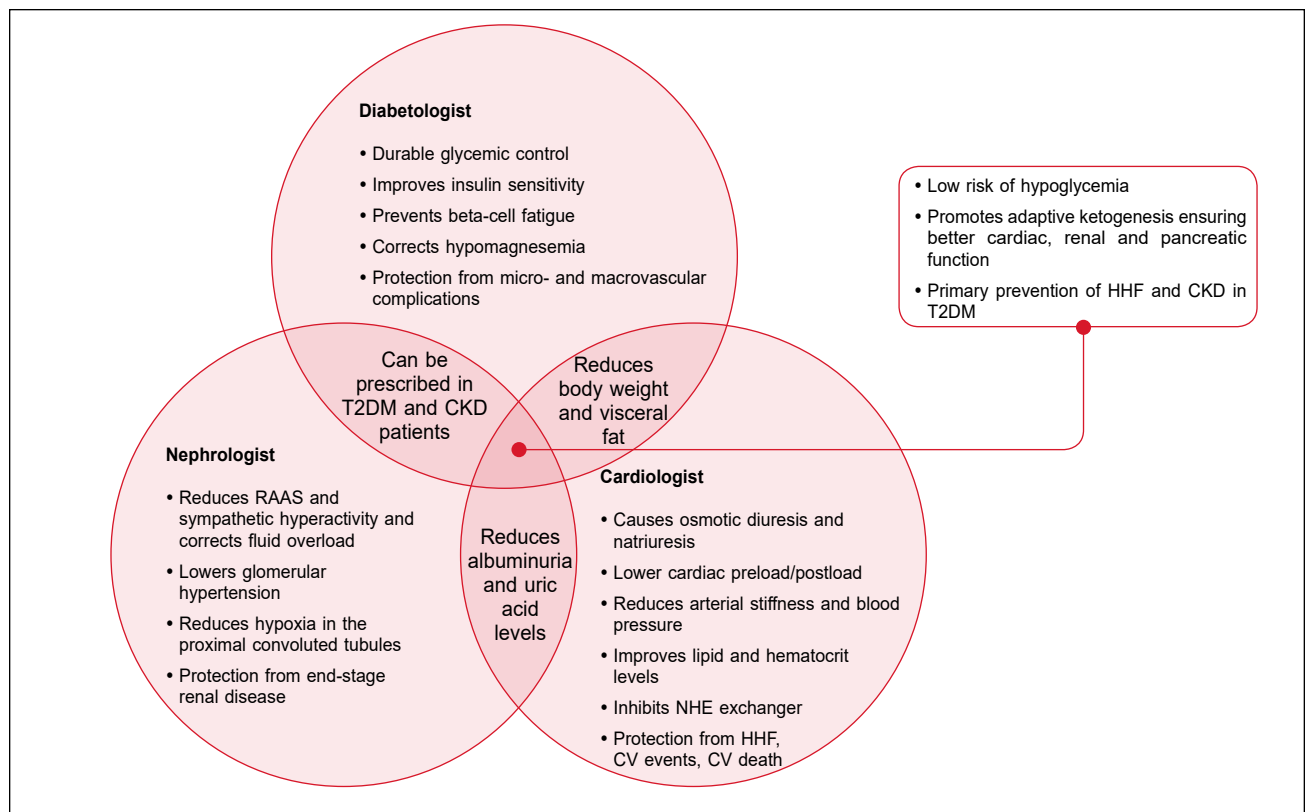 Diabetologist
• Durable glycemic control
• Improves insulin sensitivity
• Prevents beta-cell fatigue
• Corrects hypomagnesemia
• Protection from micro- and macrovascular
complications
• Low risk of hypoglycemia
• Promotes adaptive ketogenesis ensuring
better cardiac, renal and pancreatic
function
• Primary prevention of HHF and CKD in
T2DM
Can be
prescribed in
T2DM and CKD
patients
Reduces
body weight
and visceral
fat
Nephrologist
• Reduces RAAS and
sympathetic hyperactivity and
corrects fluid overload
• Lowers glomerular
hypertension
• Reduces hypoxia in the
proximal convoluted tubules
• Protection from end-stage
renal disease
Reduces
albuminuria
and uric
acid
levels
Cardiologist
• Causes osmotic diuresis and
natriuresis
• Lower cardiac preload/postload
• Reduces arterial stiffness and blood
pressure
• Improves lipid and hematocrit
levels
• Inhibits NHE exchanger
• Protection from HHF,
CV events, CV death